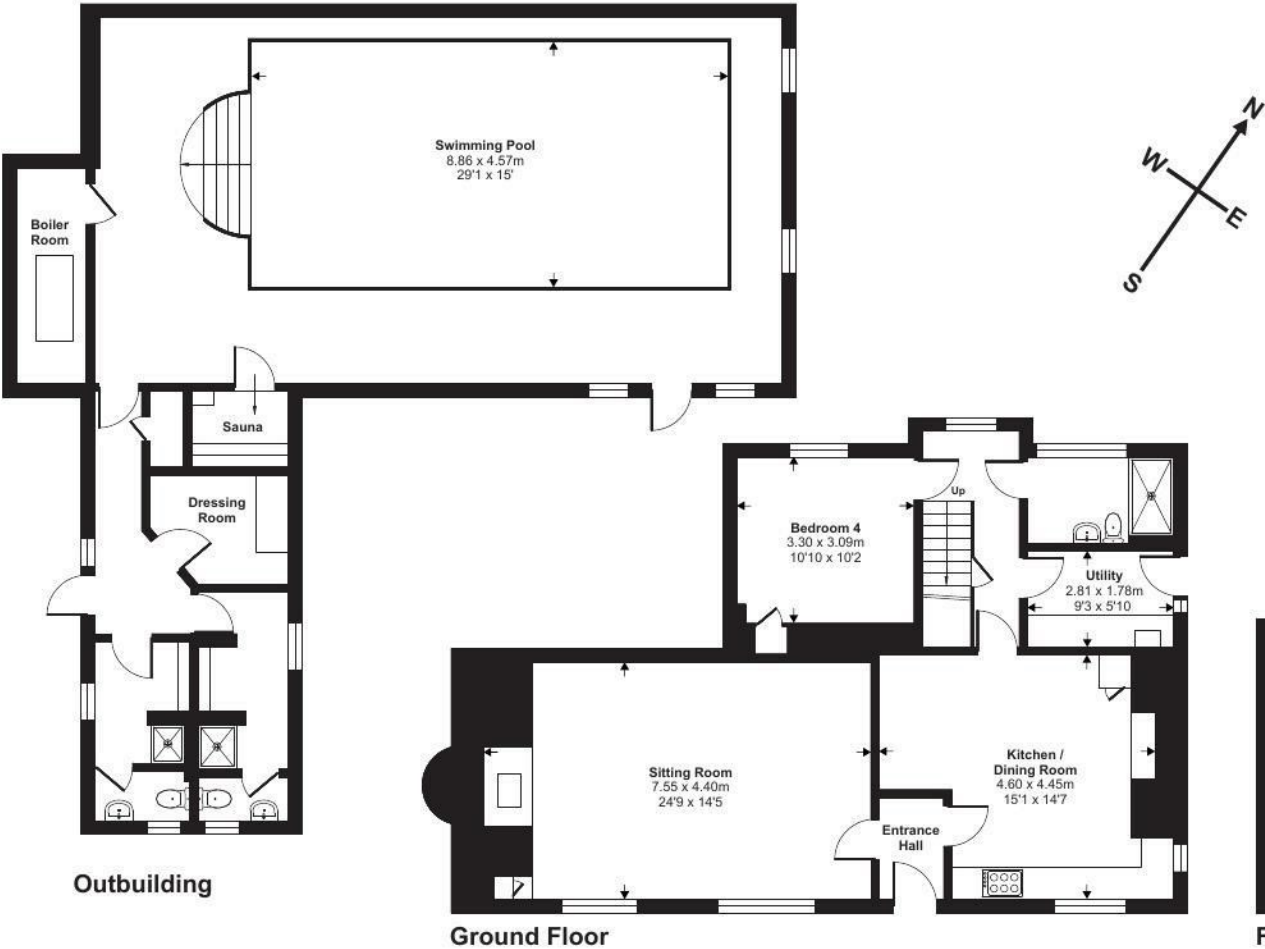 Swimming Pool
8.86 x 4.57m
29'1 x 15'
N
W
E
S
Boiler
Room
Sauna
Dressing
Room
Up
Bedroom 4
3.30 x 3.09m
10'10 x 10'2
Utility
2.81 x 1.78m
9'3 x 5'10
Sitting Room
7.55 x 4.40m
24'9 x 14'5
Kitchen /
Dining Room
4.60 x 4.45m
15'1 x 14'7
Entrance
Hall
Outbuilding
Ground Floor
F